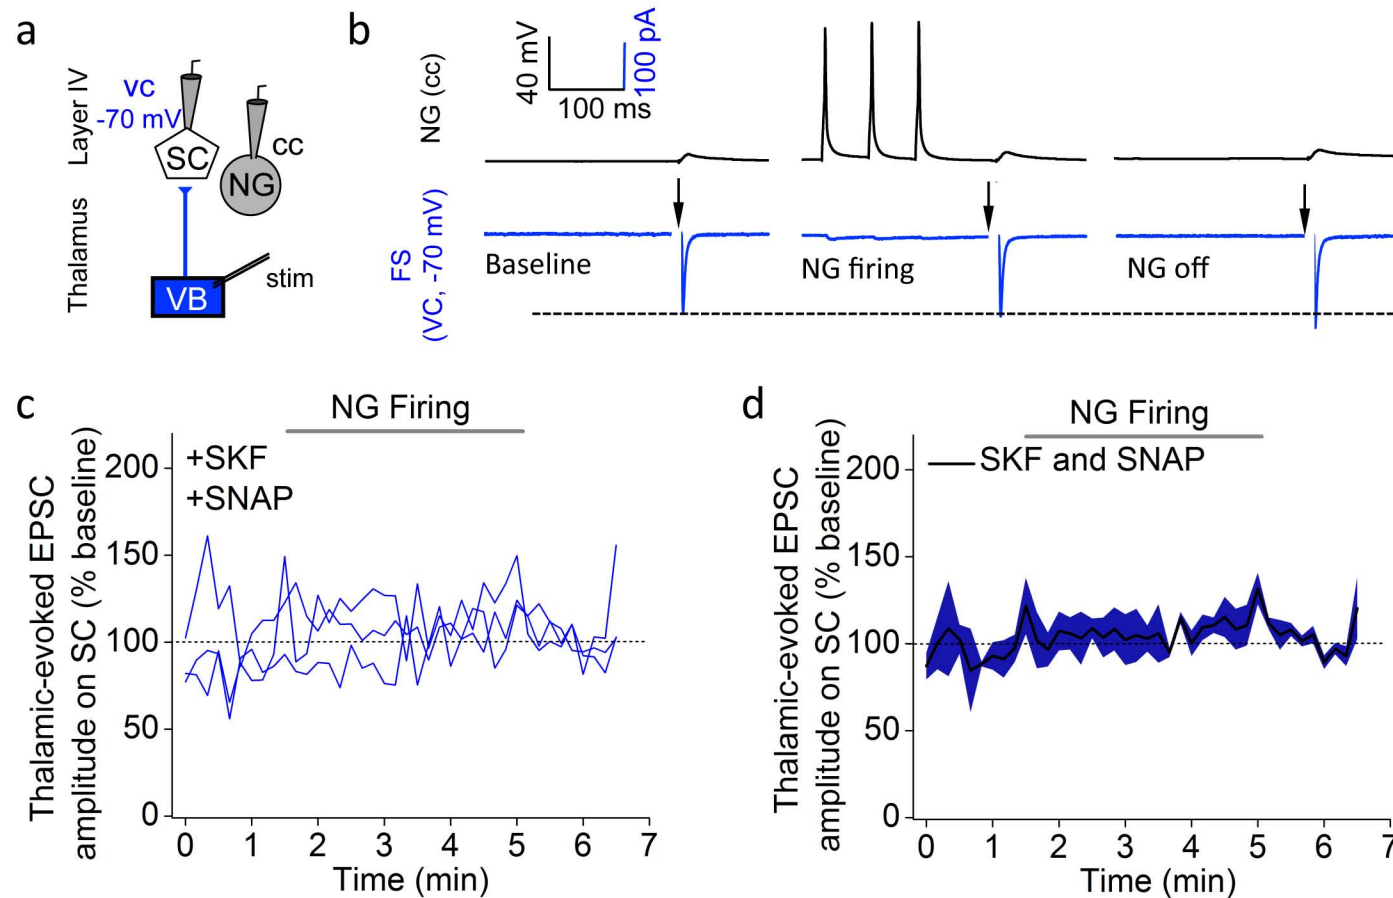 a
Layer IV
Thalamus
VC
-70 mV
SC
CC
NG
VB
stim
b
40 mV
100 pA
100 ms
NG (cc)
FS
(VC, -70 mV)
Baseline
NG firing
NG off
c
NG Firing
+SKF
+SNAP
Thalamic-evoked EPSC
amplitude on SC (% baseline)
200
150
100
50
0
0 1 2 3 4 5 6 7
Time (min)
d
NG Firing
SKF and SNAP
Thalamic-evoked EPSC
amplitude on SC (% baseline)
200
150
100
50
0
0 1 2 3 4 5 6 7
Time (min)